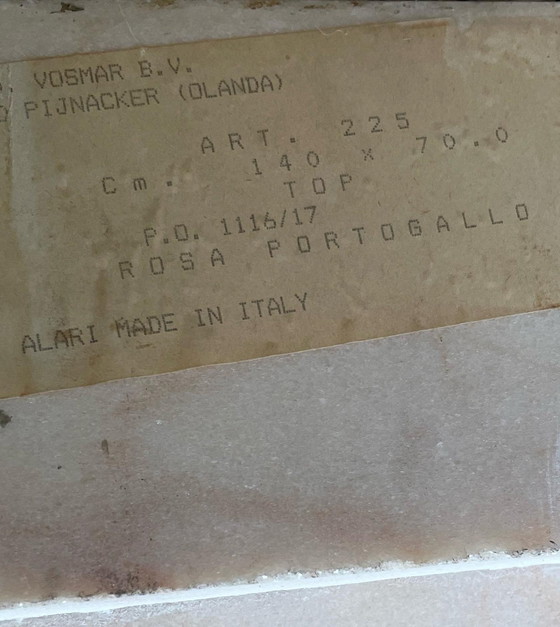 VOSMAR B.V.
PIJNACKER (OLANDA)
ART. 225
Cm. 140 x 70.0
TOP
P.O. 1116/17
ROSA PORTOGALLO
ALARI MADE IN ITALY